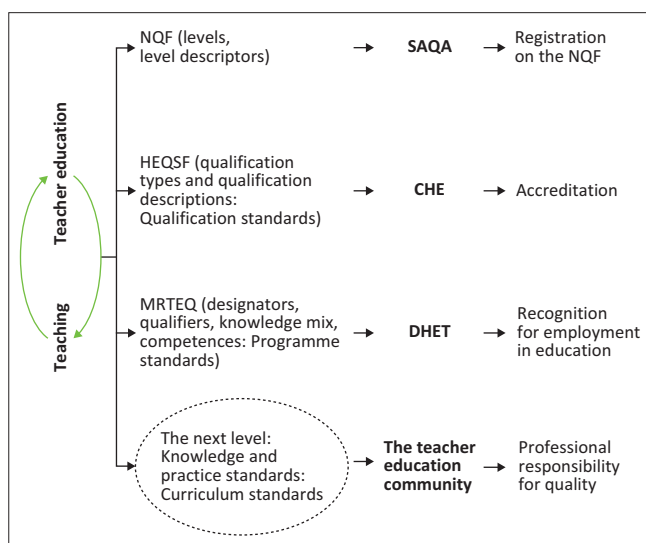 Teacher education
Teaching
NQF (levels,
level descriptors)
SAQA
Registration
on the NQF
HEQSF (qualification
types and qualification
descriptions:
Qualification standards)
CHE
Accreditation
MRTEQ (designators,
qualifiers, knowledge mix,
competences: Programme
standards)
DHET
Recognition
for employment
in education
The next level:
Knowledge and
practice standards:
Curriculum standards
The teacher
education
community
Professional
responsibility
for quality